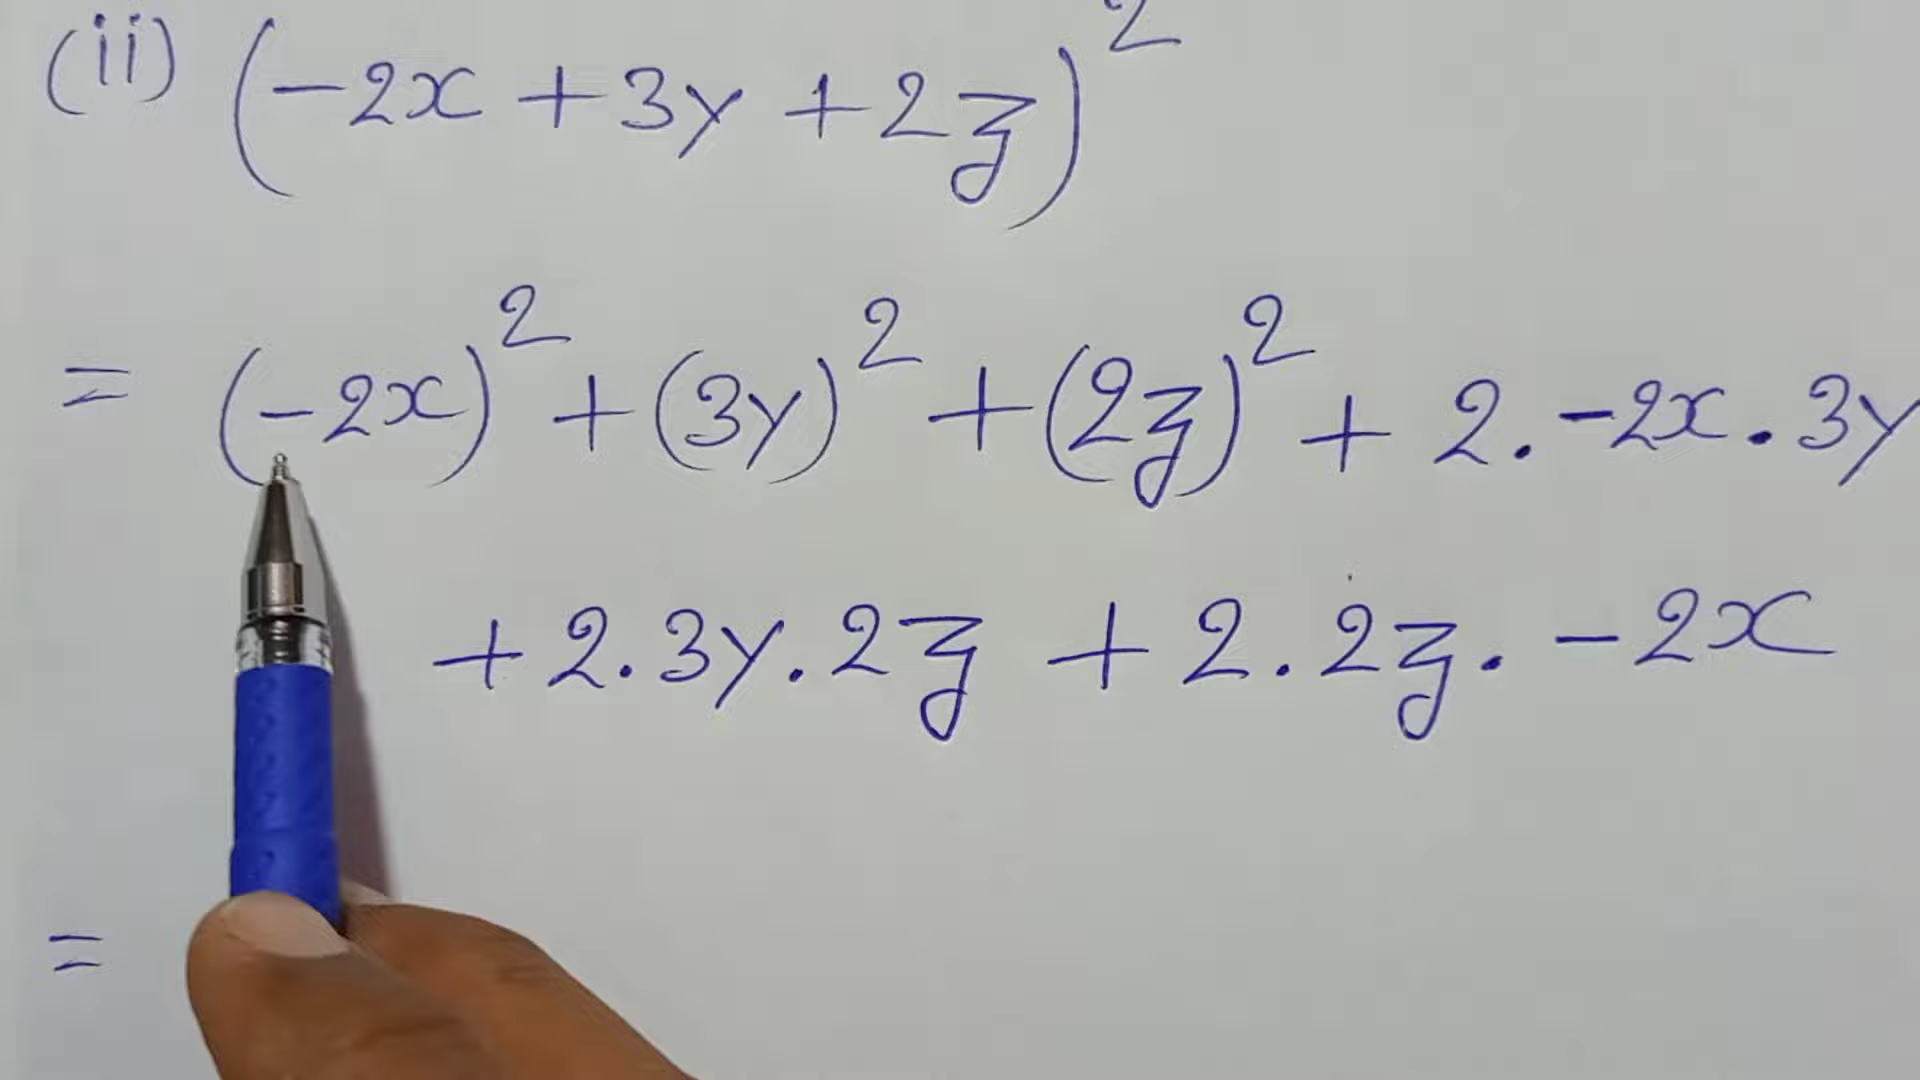 (ii) (-2x + 3y + 2z)²
= (-2x)² + (3y)² + (2z)² + 2 . -2x . 3y
+ 2 . 3y . 2z + 2 . 2z . -2x
=